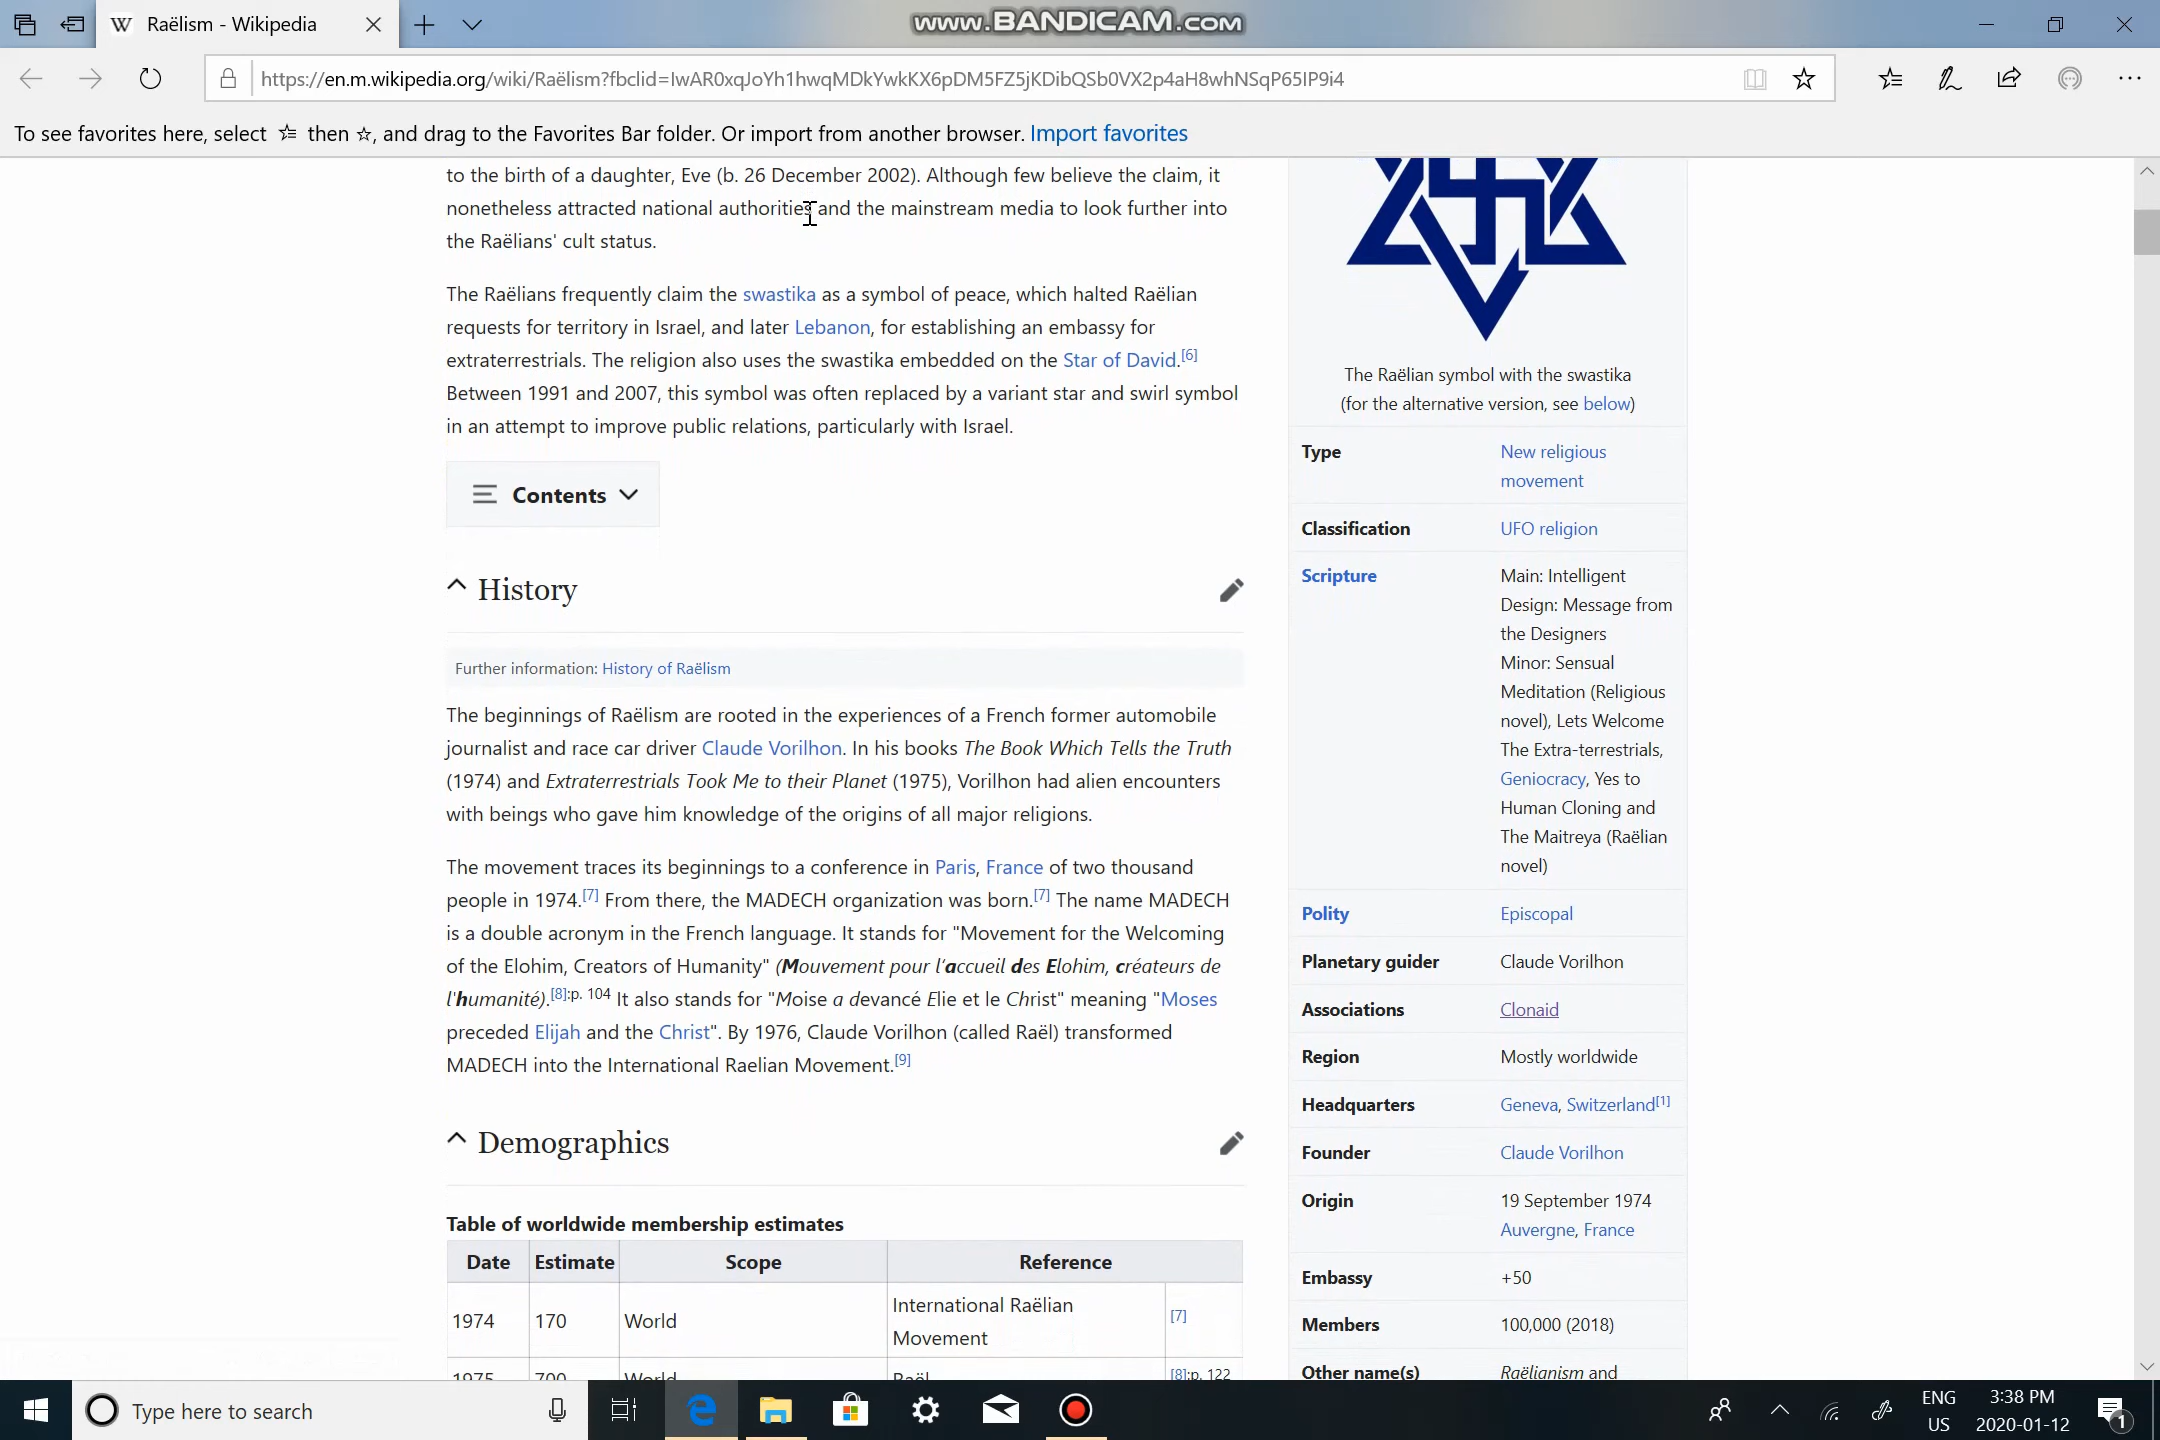 Raëlism - Wikipedia
www.BANDICAM.com
https://en.m.wikipedia.org/wiki/Raëlism?fbclid=IwAR0xqJoYh1hwqMDkYwkKX6pDM5FZ5jKDibQSb0VX2p4aH8whNSqP65IP9i4
To see favorites here, select then ☆, and drag to the Favorites Bar folder. Or import from another browser. Import favorites
to the birth of a daughter, Eve (b. 26 December 2002). Although few believe the claim, it
nonetheless attracted national authorities and the mainstream media to look further into
the Raëlians' cult status.
The Raëlians frequently claim the swastika as a symbol of peace, which halted Raëlian
requests for territory in Israel, and later Lebanon, for establishing an embassy for
extraterrestrials. The religion also uses the swastika embedded on the Star of David.[6]
Between 1991 and 2007, this symbol was often replaced by a variant star and swirl symbol
in an attempt to improve public relations, particularly with Israel.
Contents
History
Further information: History of Raëlism
The beginnings of Raëlism are rooted in the experiences of a French former automobile
journalist and race car driver Claude Vorilhon. In his books The Book Which Tells the Truth
(1974) and Extraterrestrials Took Me to their Planet (1975), Vorilhon had alien encounters
with beings who gave him knowledge of the origins of all major religions.
The movement traces its beginnings to a conference in Paris, France of two thousand
people in 1974.[7] From there, the MADECH organization was born.[7] The name MADECH
is a double acronym in the French language. It stands for "Movement for the Welcoming
of the Elohim, Creators of Humanity" (Mouvement pour l'accueil des Elohim, créateurs de
l'humanité).[8]:p. 104 It also stands for "Moise a devancé Elie et le Christ" meaning "Moses
preceded Elijah and the Christ". By 1976, Claude Vorilhon (called Raël) transformed
MADECH into the International Raelian Movement.[9]
Demographics
Table of worldwide membership estimates
Date Estimate Scope Reference
1974 170 World International Raëlian Movement [7]
1975 700 World Raël [8]:p. 122
The Raëlian symbol with the swastika
(for the alternative version, see below)
Type New religious
movement
Classification UFO religion
Scripture Main: Intelligent
Design: Message from
the Designers
Minor: Sensual
Meditation (Religious
novel), Lets Welcome
The Extra-terrestrials,
Geniocracy, Yes to
Human Cloning and
The Maitreya (Raëlian
novel)
Polity Episcopal
Planetary guider Claude Vorilhon
Associations Clonaid
Region Mostly worldwide
Headquarters Geneva, Switzerland[1]
Founder Claude Vorilhon
Origin 19 September 1974
Auvergne, France
Embassy +50
Members 100,000 (2018)
Other name(s) Raëlianism and
Type here to search
ENG
US
3:38 PM
2020-01-12
1